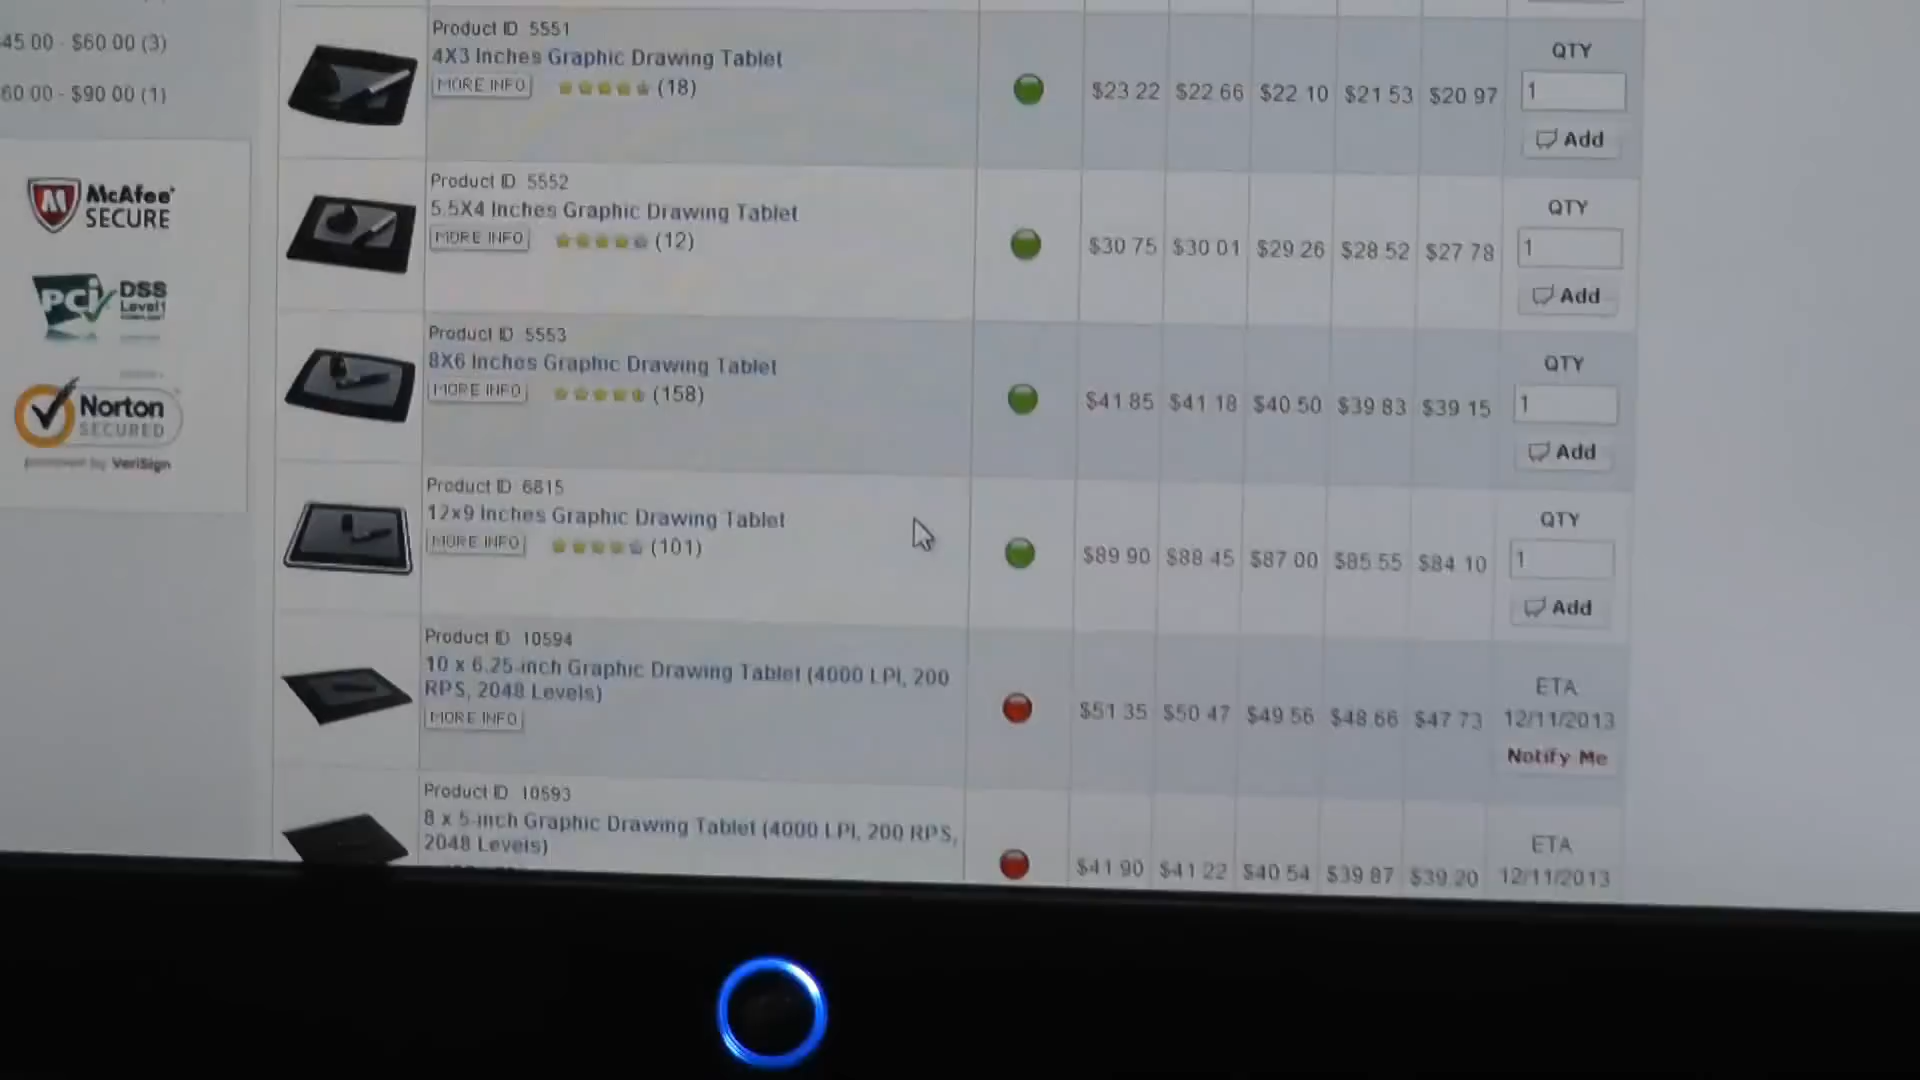 45.00 - $60.00 (3)
60.00 - $90.00 (1)
McAfee
SECURE
PCI DSS
Level1
Norton
SECURED
powered by VeriSign
Product ID 5551
4X3 Inches Graphic Drawing Tablet
MORE INFO (18)
$23 22 $22 66 $22 10 $21 53 $20 97
QTY
1
Add
Product ID 5552
5.5X4 Inches Graphic Drawing Tablet
MORE INFO (12)
$30 75 $30 01 $29 26 $28 52 $27 78
QTY
1
Add
Product ID 5553
8X6 Inches Graphic Drawing Tablet
MORE INFO (158)
$41 85 $41 18 $40 50 $39 83 $39 15
QTY
1
Add
Product ID 6815
12x9 Inches Graphic Drawing Tablet
MORE INFO (101)
$89 90 $88 45 $87 00 $85 55 $84 10
QTY
1
Add
Product ID 10594
10 x 6.25-inch Graphic Drawing Tablet (4000 LPI, 200
RPS, 2048 Levels)
MORE INFO
$51 35 $50 47 $49 56 $48 66 $47 73
ETA
12/11/2013
Notify Me
Product ID 10593
8 x 5-inch Graphic Drawing Tablet (4000 LPI, 200 RPS,
2048 Levels)
$41 90 $41 22 $40 54 $39 87 $39 20
ETA
12/11/2013